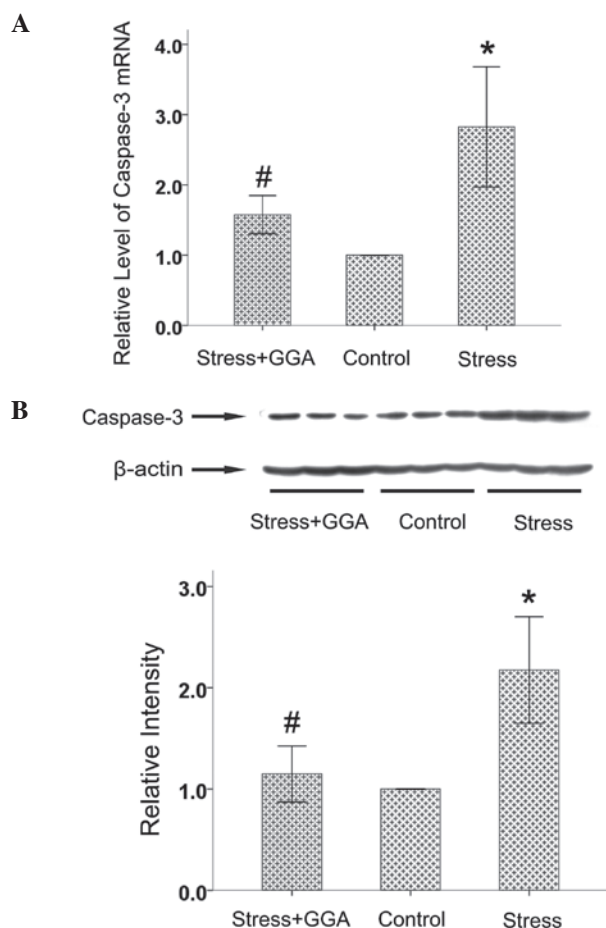 A
Relative Level of Caspase-3 mRNA
4.0
3.0
2.0
1.0
0.0
#
*
Stress+GGA Control Stress
B
Caspase-3
β-actin
Stress+GGA Control Stress
Relative Intensity
3.0
2.0
1.0
0.0
#
*
Stress+GGA Control Stress